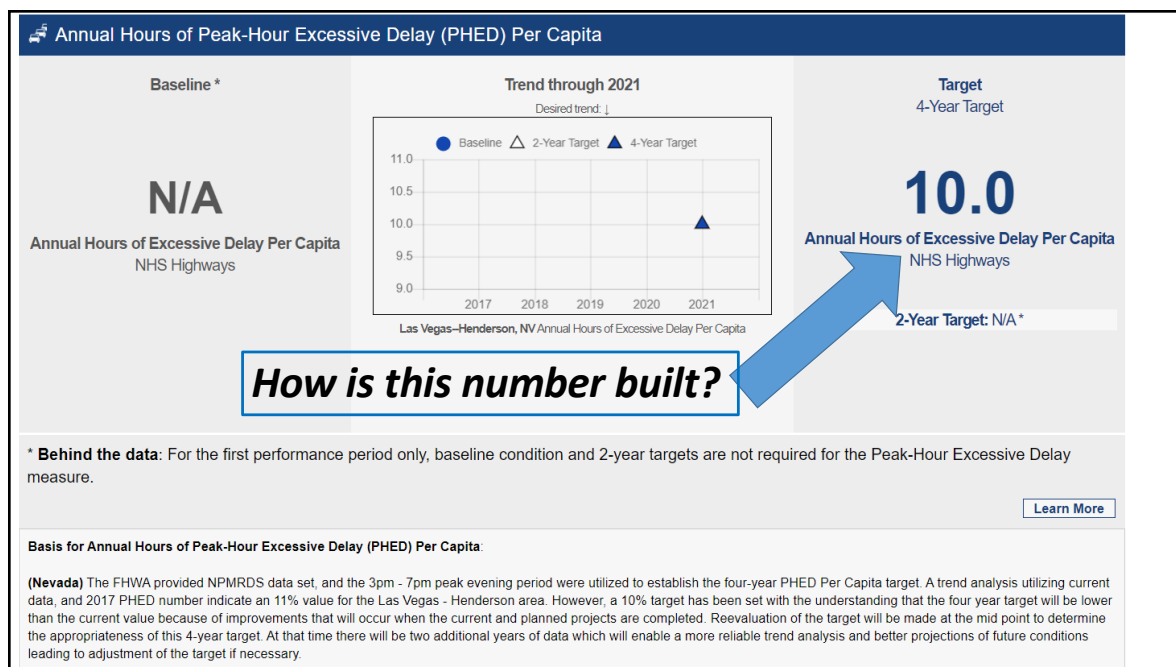 Annual Hours of Peak-Hour Excessive Delay (PHED) Per Capita
Baseline *
N/A
Annual Hours of Excessive Delay Per Capita
NHS Highways
Trend through 2021
Desired trend: ↓
Baseline 2-Year Target 4-Year Target
11.0
10.5
10.0
9.5
9.0
2017 2018 2019 2020 2021
Las Vegas--Henderson, NV Annual Hours of Excessive Delay Per Capita
Target
4-Year Target
10.0
Annual Hours of Excessive Delay Per Capita
NHS Highways
2-Year Target: N/A *
How is this number built?
* Behind the data: For the first performance period only, baseline condition and 2-year targets are not required for the Peak-Hour Excessive Delay
measure.
Learn More
Basis for Annual Hours of Peak-Hour Excessive Delay (PHED) Per Capita:
(Nevada) The FHWA provided NPMRDS data set, and the 3pm - 7pm peak evening period were utilized to establish the four-year PHED Per Capita target. A trend analysis utilizing current
data, and 2017 PHED number indicate an 11% value for the Las Vegas - Henderson area. However, a 10% target has been set with the understanding that the four year target will be lower
than the current value because of improvements that will occur when the current and planned projects are completed. Reevaluation of the target will be made at the mid point to determine
the appropriateness of this 4-year target. At that time there will be two additional years of data which will enable a more reliable trend analysis and better projections of future conditions
leading to adjustment of the target if necessary.